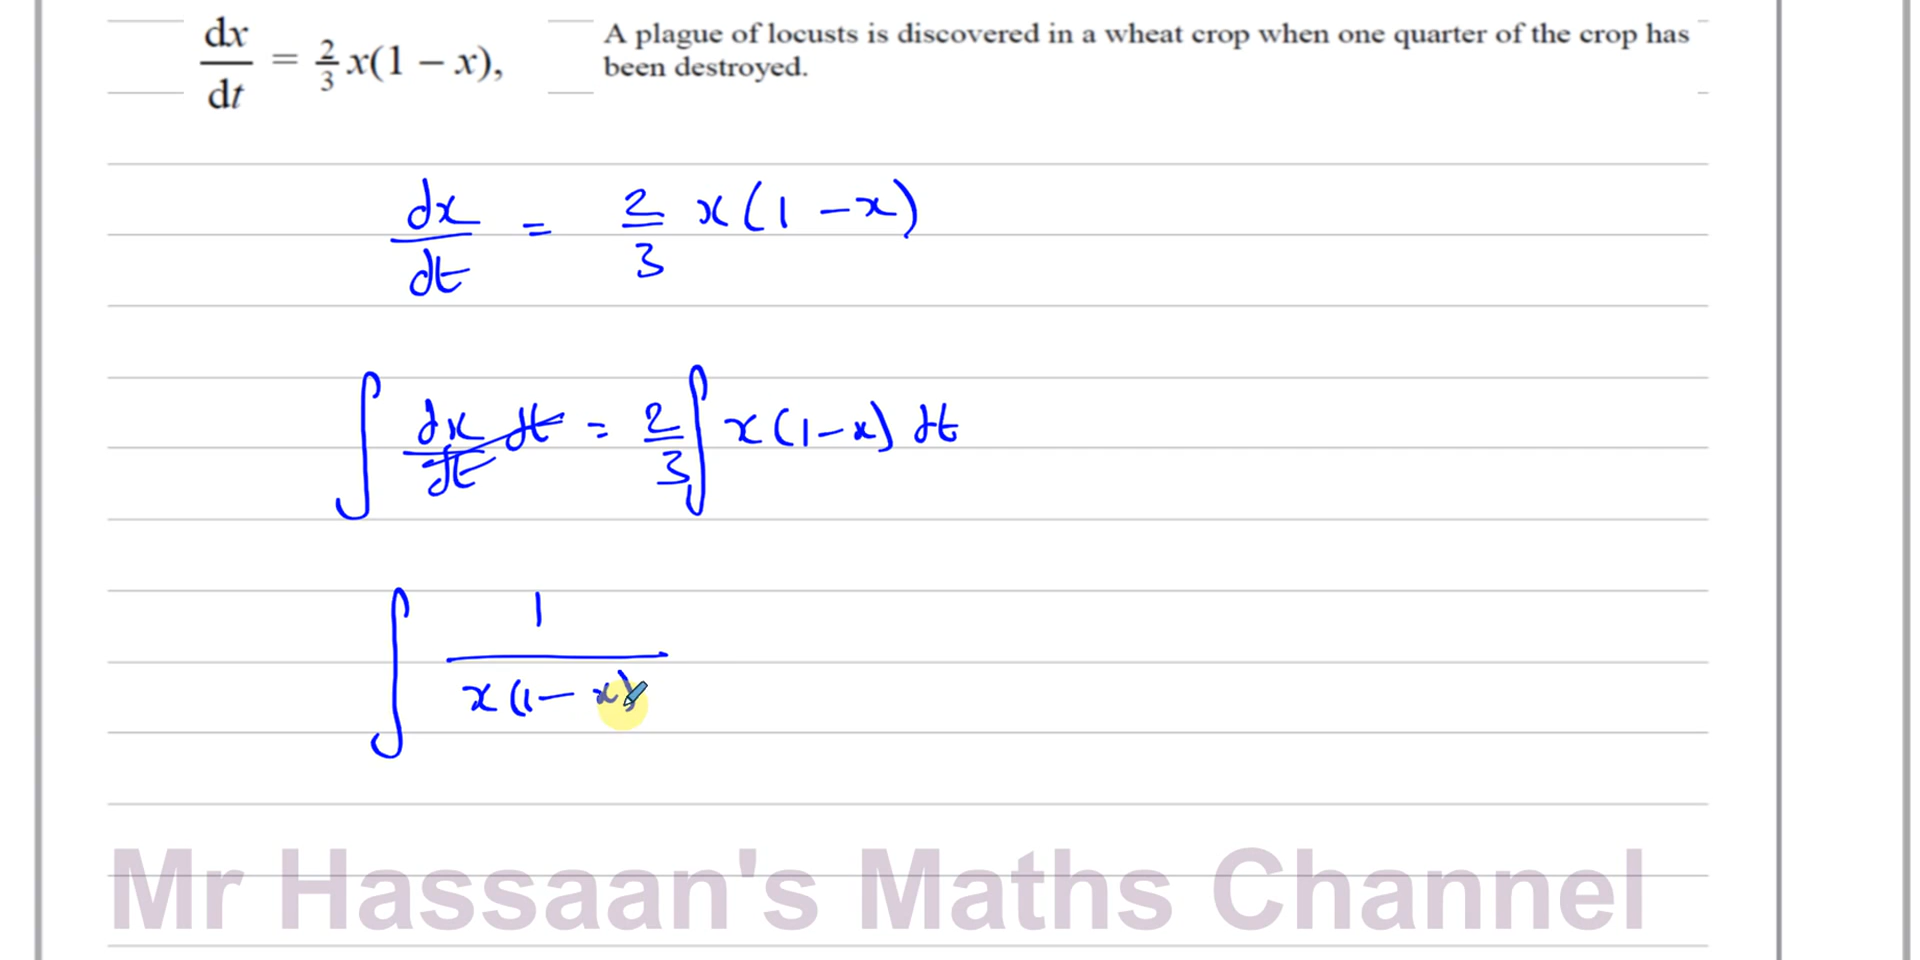 dx/dt = 2/3 x(1 − x),
A plague of locusts is discovered in a wheat crop when one quarter of the crop has
been destroyed.
dx/dt = 2/3 x(1 − x)
∫ dx/dt dt = 2/3 ∫ x(1 − x) dt
∫ 1/x(1 − x)
Mr Hassaan's Maths Channel